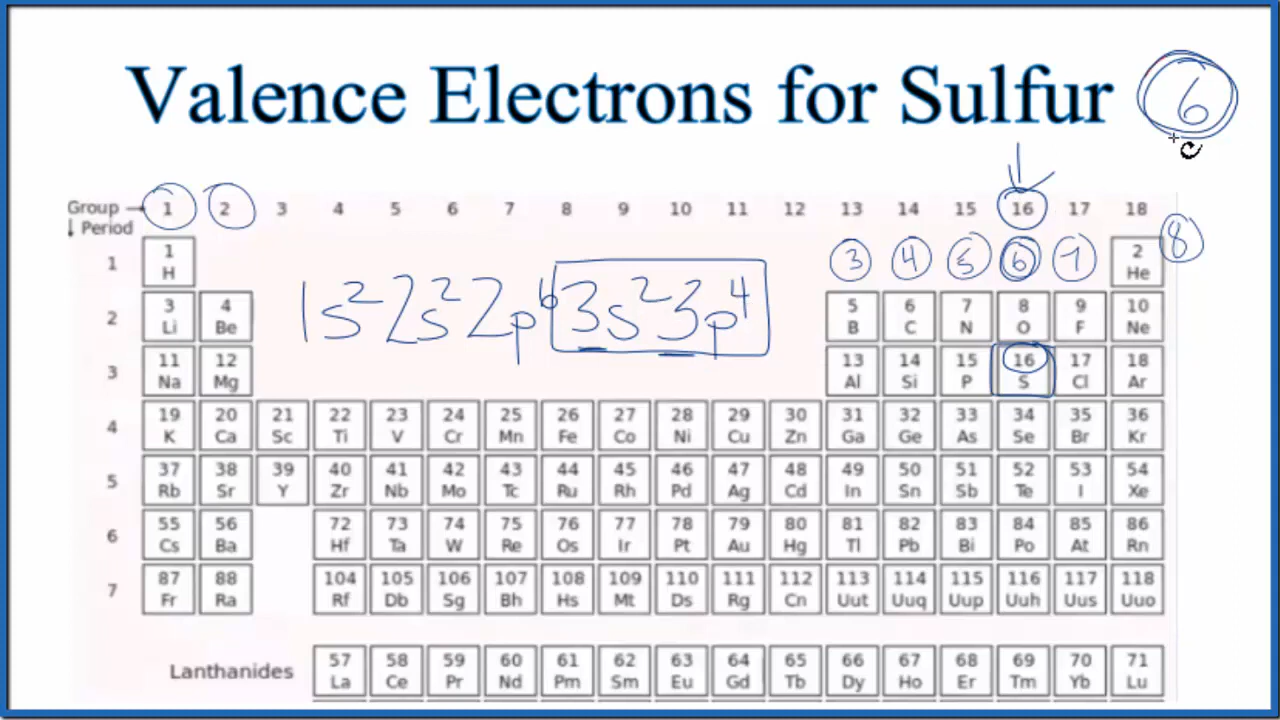 Valence Electrons for Sulfur 6
Group → 1 2 3 4 5 6 7 8 9 10 11 12 13 14 15 16 17 18
↓ Period
3 4 5 6 7 8
1 1 2
H He
1s²2s²2p⁶3s²3p⁴
2 3 4 5 6 7 8 9 10
Li Be B C N O F Ne
3 11 12 13 14 15 16 17 18
Na Mg Al Si P S Cl Ar
4 19 20 21 22 23 24 25 26 27 28 29 30 31 32 33 34 35 36
K Ca Sc Ti V Cr Mn Fe Co Ni Cu Zn Ga Ge As Se Br Kr
5 37 38 39 40 41 42 43 44 45 46 47 48 49 50 51 52 53 54
Rb Sr Y Zr Nb Mo Tc Ru Rh Pd Ag Cd In Sn Sb Te I Xe
6 55 56 72 73 74 75 76 77 78 79 80 81 82 83 84 85 86
Cs Ba Hf Ta W Re Os Ir Pt Au Hg Tl Pb Bi Po At Rn
7 87 88 104 105 106 107 108 109 110 111 112 113 114 115 116 117 118
Fr Ra Rf Db Sg Bh Hs Mt Ds Rg Cn Uut Uuq Uup Uuh Uus Uuo
Lanthanides 57 58 59 60 61 62 63 64 65 66 67 68 69 70 71
La Ce Pr Nd Pm Sm Eu Gd Tb Dy Ho Er Tm Yb Lu